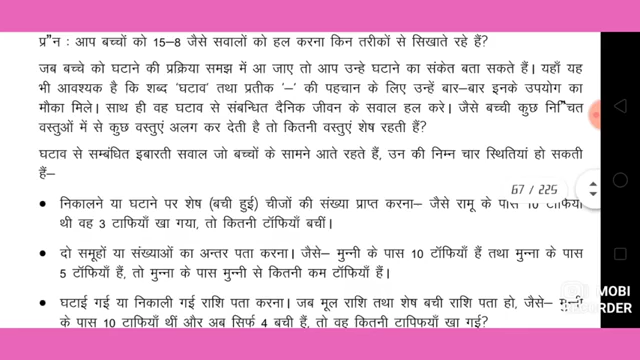 प्र”न : आप बच्चों को 15–8 जैसे सवालों को हल करना किन तरीकों से सिखाते रहे हैं?
जब बच्चे को घटाने की प्रक्रिया समझ में आ जाए तो आप उन्हे घटाने का संकेत बता सकते हैं। यहाँ यह
भी आवश्यक है कि शब्द ‘घटाव’ तथा प्रतीक ‘–’ की पहचान के लिए उन्हें बार–बार इनके उपयोग का
मौका मिले। साथ ही वह घटाव से संबन्धित दैनिक जीवन के सवाल हल करे। जैसे बच्ची कुछ नि”िचत
वस्तुओं में से कुछ वस्तुएं अलग कर देती है तो कितनी वस्तुएं शेष रहती हैं?
घटाव से सम्बंधित इबारती सवाल जो बच्चों के सामने आते रहते हैं, उन की निम्न चार स्थितियां हो सकती
हैं–
• निकालने या घटाने पर शेष (बची हुई) चीजों की संख्या प्राप्त करना– जैसे रामू के पास 10 टॉफियाँ
थी वह 3 टाफियाँ खा गया, तो कितनी टॉफियाँ बचीं।
67 / 225
• दो समूहों या संख्याओं का अन्तर पता करना। जैसे– मुन्नी के पास 10 टॉफियाँ हैं तथा मुन्ना के पास
5 टॉफियाँ हैं, तो मुन्ना के पास मुन्नी से कितनी कम टॉफियाँ हैं।
• घटाई गई या निकाली गई राशि पता करना। जब मूल राशि तथा शेष बची राशि पता हो, जैसे– मुन्नी
के पास 10 टाफियाँ थीं और अब सिर्फ 4 बची हैं, तो वह कितनी टापिफयाँ खा गई?
MOBI
RDER